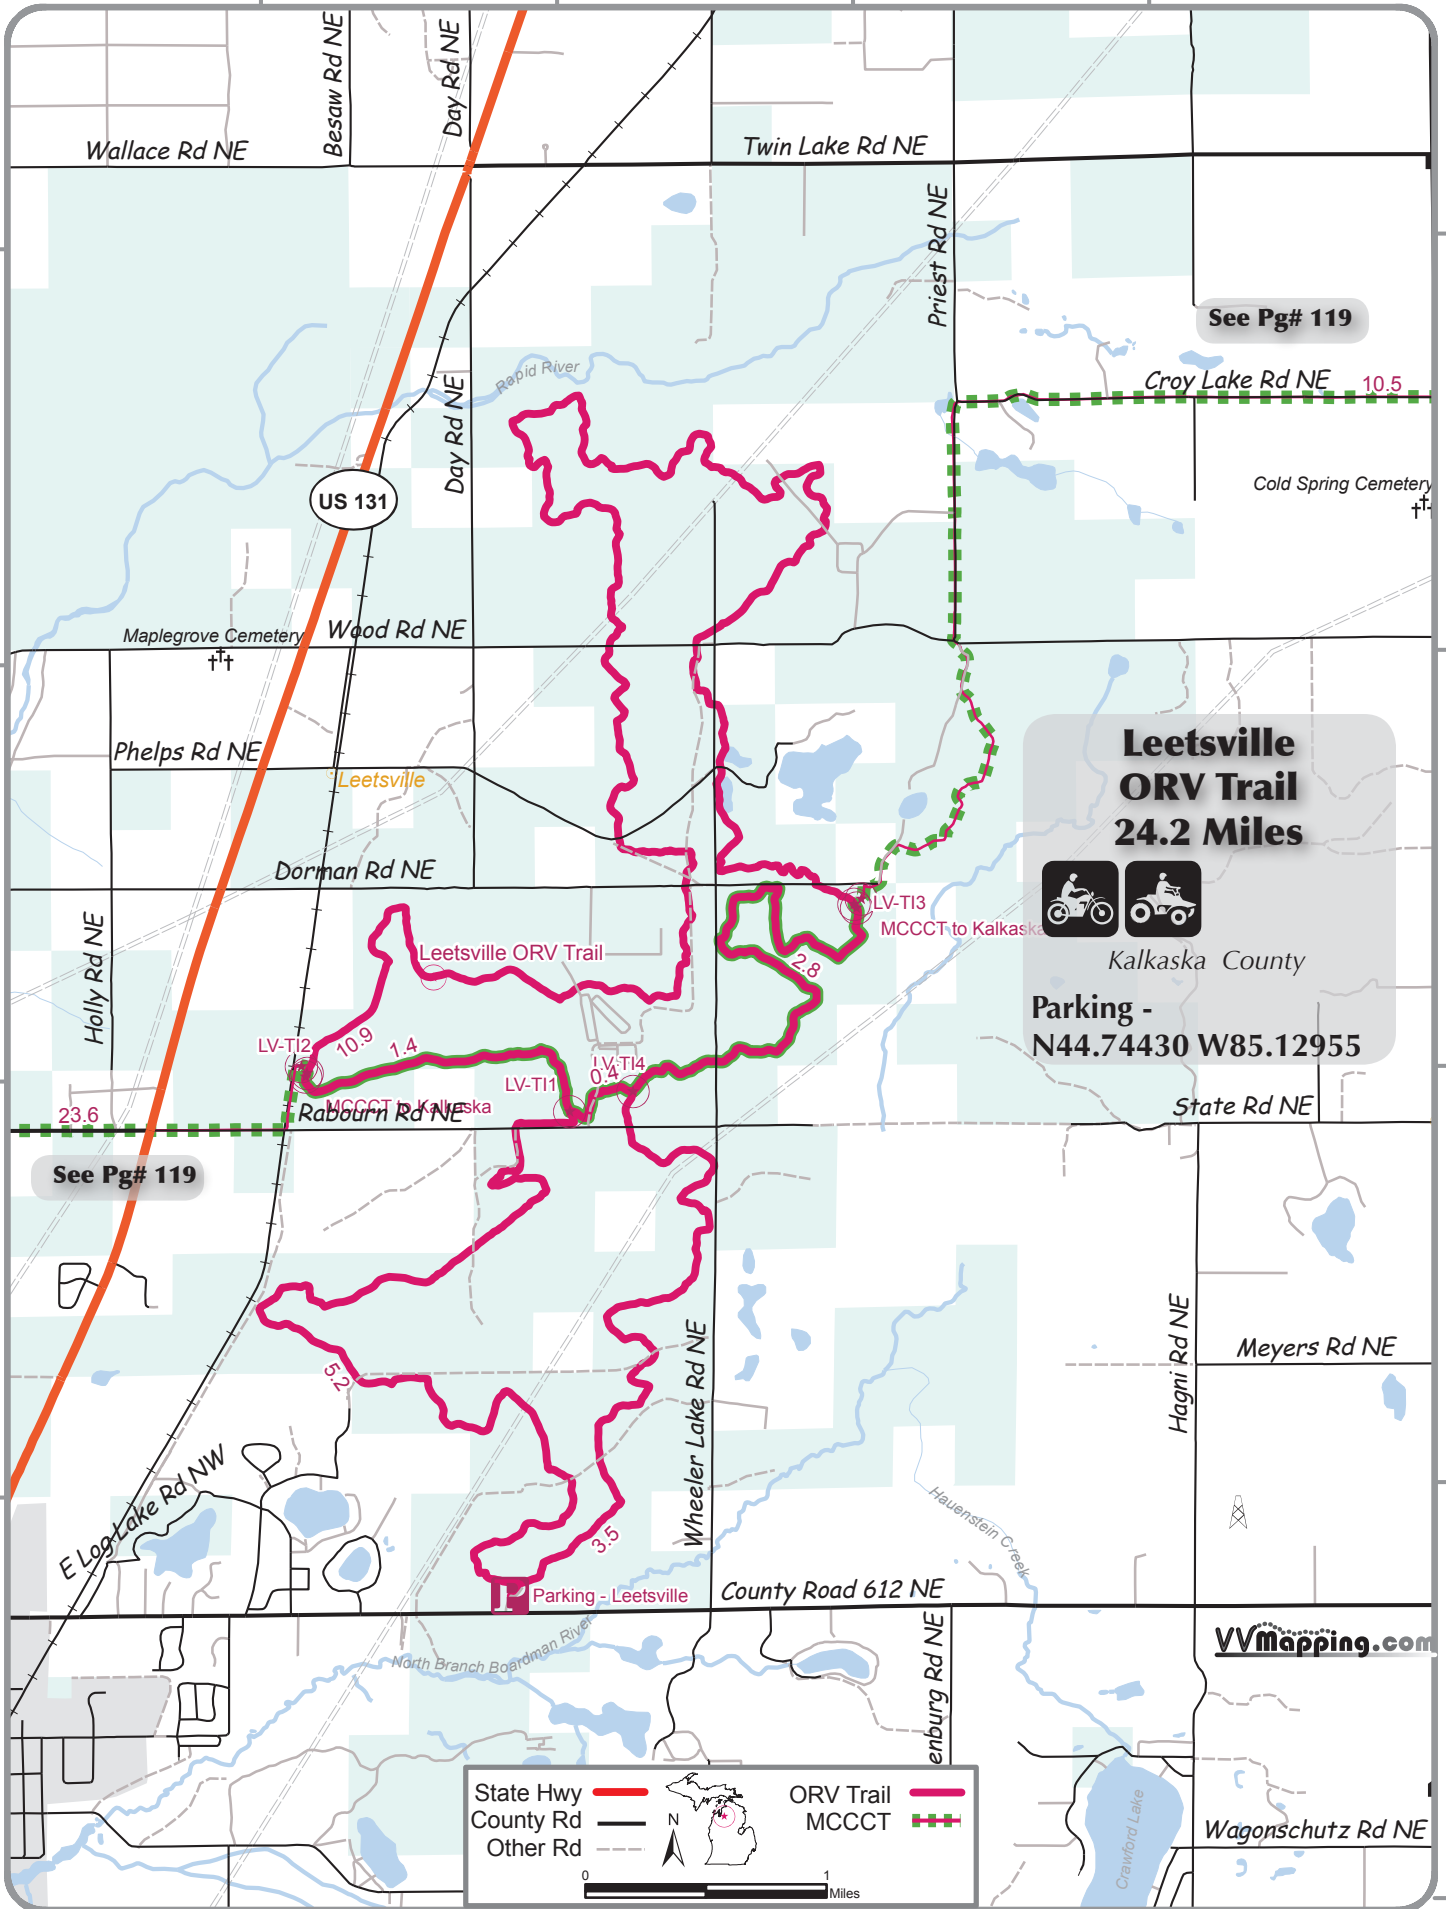 Besaw Rd NE
Day Rd NE
Wallace Rd NE
Twin Lake Rd NE
Priest Rd NE
See Pg# 119
Rapid River
Croy Lake Rd NE
10.5
Day Rd NE
US 131
Cold Spring Cemetery
Maplegrove Cemetery
Wood Rd NE
Phelps Rd NE
Leetsville
Leetsville
ORV Trail
24.2 Miles
Kalkaska County
Parking -
N44.74430 W85.12955
Dorman Rd NE
LV-TI3
MCCCT to Kalkaska
Holly Rd NE
Leetsville ORV Trail
2.8
LV-TI2
10.9
1.4
LV-TI4
0.4
LV-TI1
MCCCT to Kalkaska
Rabourn Rd NE
23.6
State Rd NE
See Pg# 119
Hagni Rd NE
Meyers Rd NE
Wheeler Lake Rd NE
5.2
E Log Lake Rd NW
Hauenstein Creek
3.5
P
Parking - Leetsville
County Road 612 NE
North Branch Boardman River
enburg Rd NE
VVMapping.com
State Hwy
County Rd
Other Rd
N
ORV Trail
MCCCT
0 1
Miles
Crawford Lake
Wagonschutz Rd NE